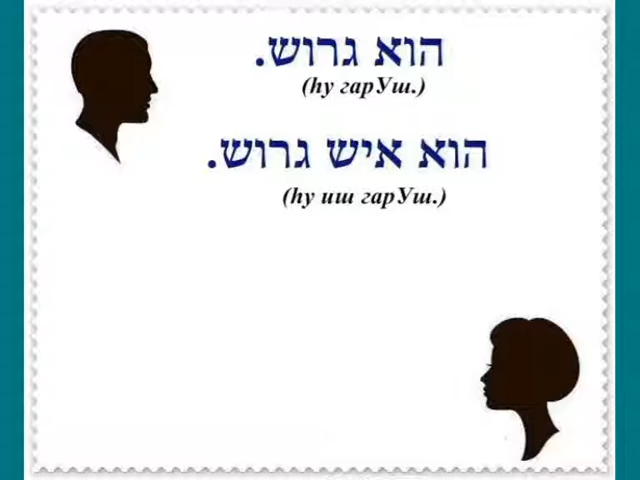 הוא גרוש.
(hу гарУш.)
הוא איש גרוש.
(hу иш гарУш.)